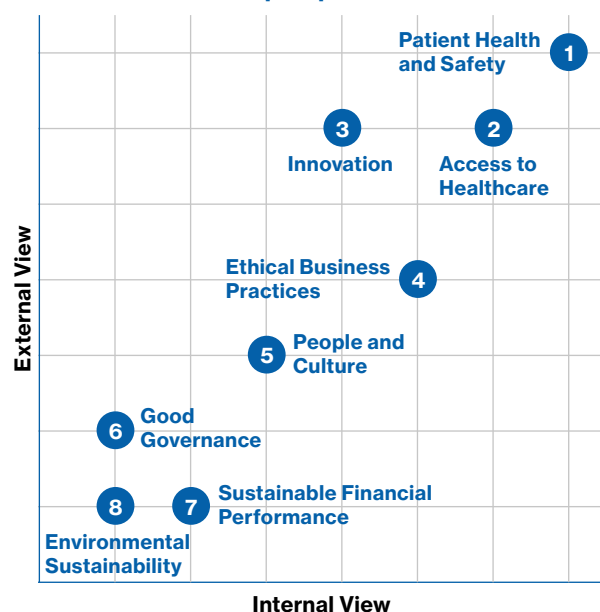 Patient Health
and Safety
1
3
2
Innovation
Access to
Healthcare
Ethical Business
Practices
4
5
People and
Culture
6
Good
Governance
8
7
Sustainable Financial
Performance
Environmental
Sustainability
External View
Internal View